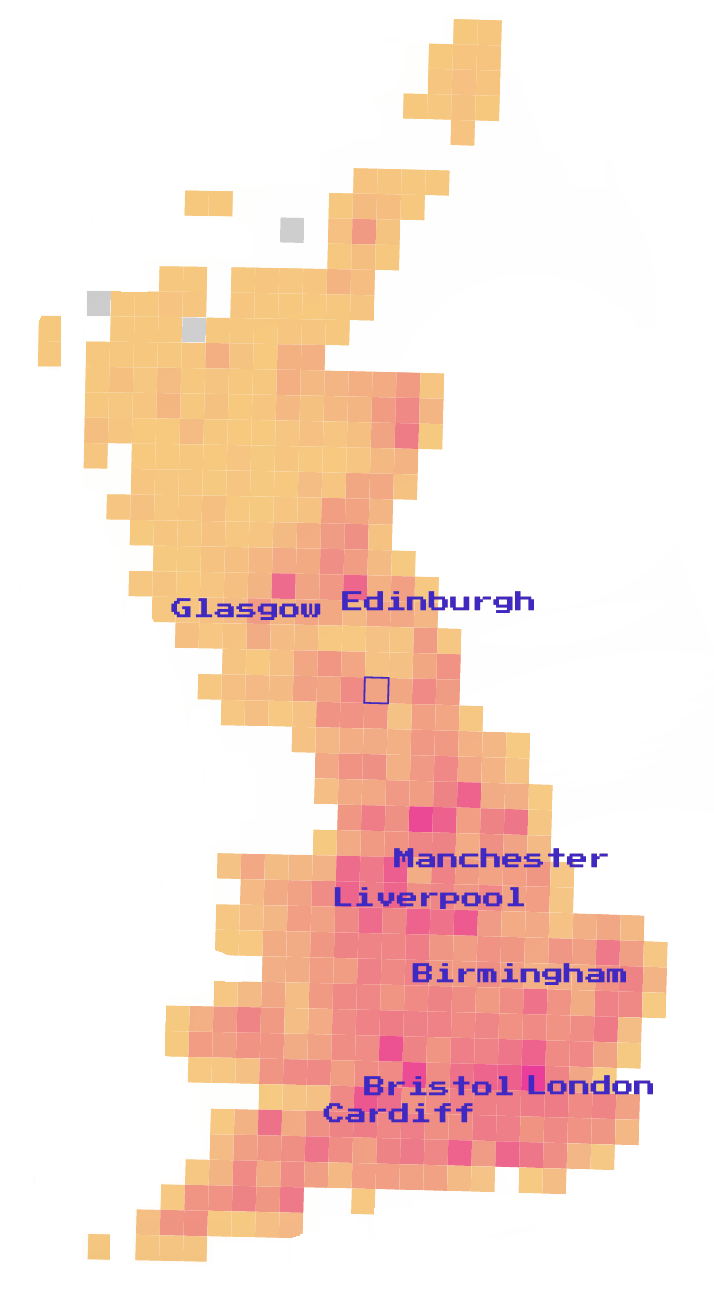 Glasgow
Edinburgh
Manchester
Liverpool
Birmingham
Bristol
London
Cardiff